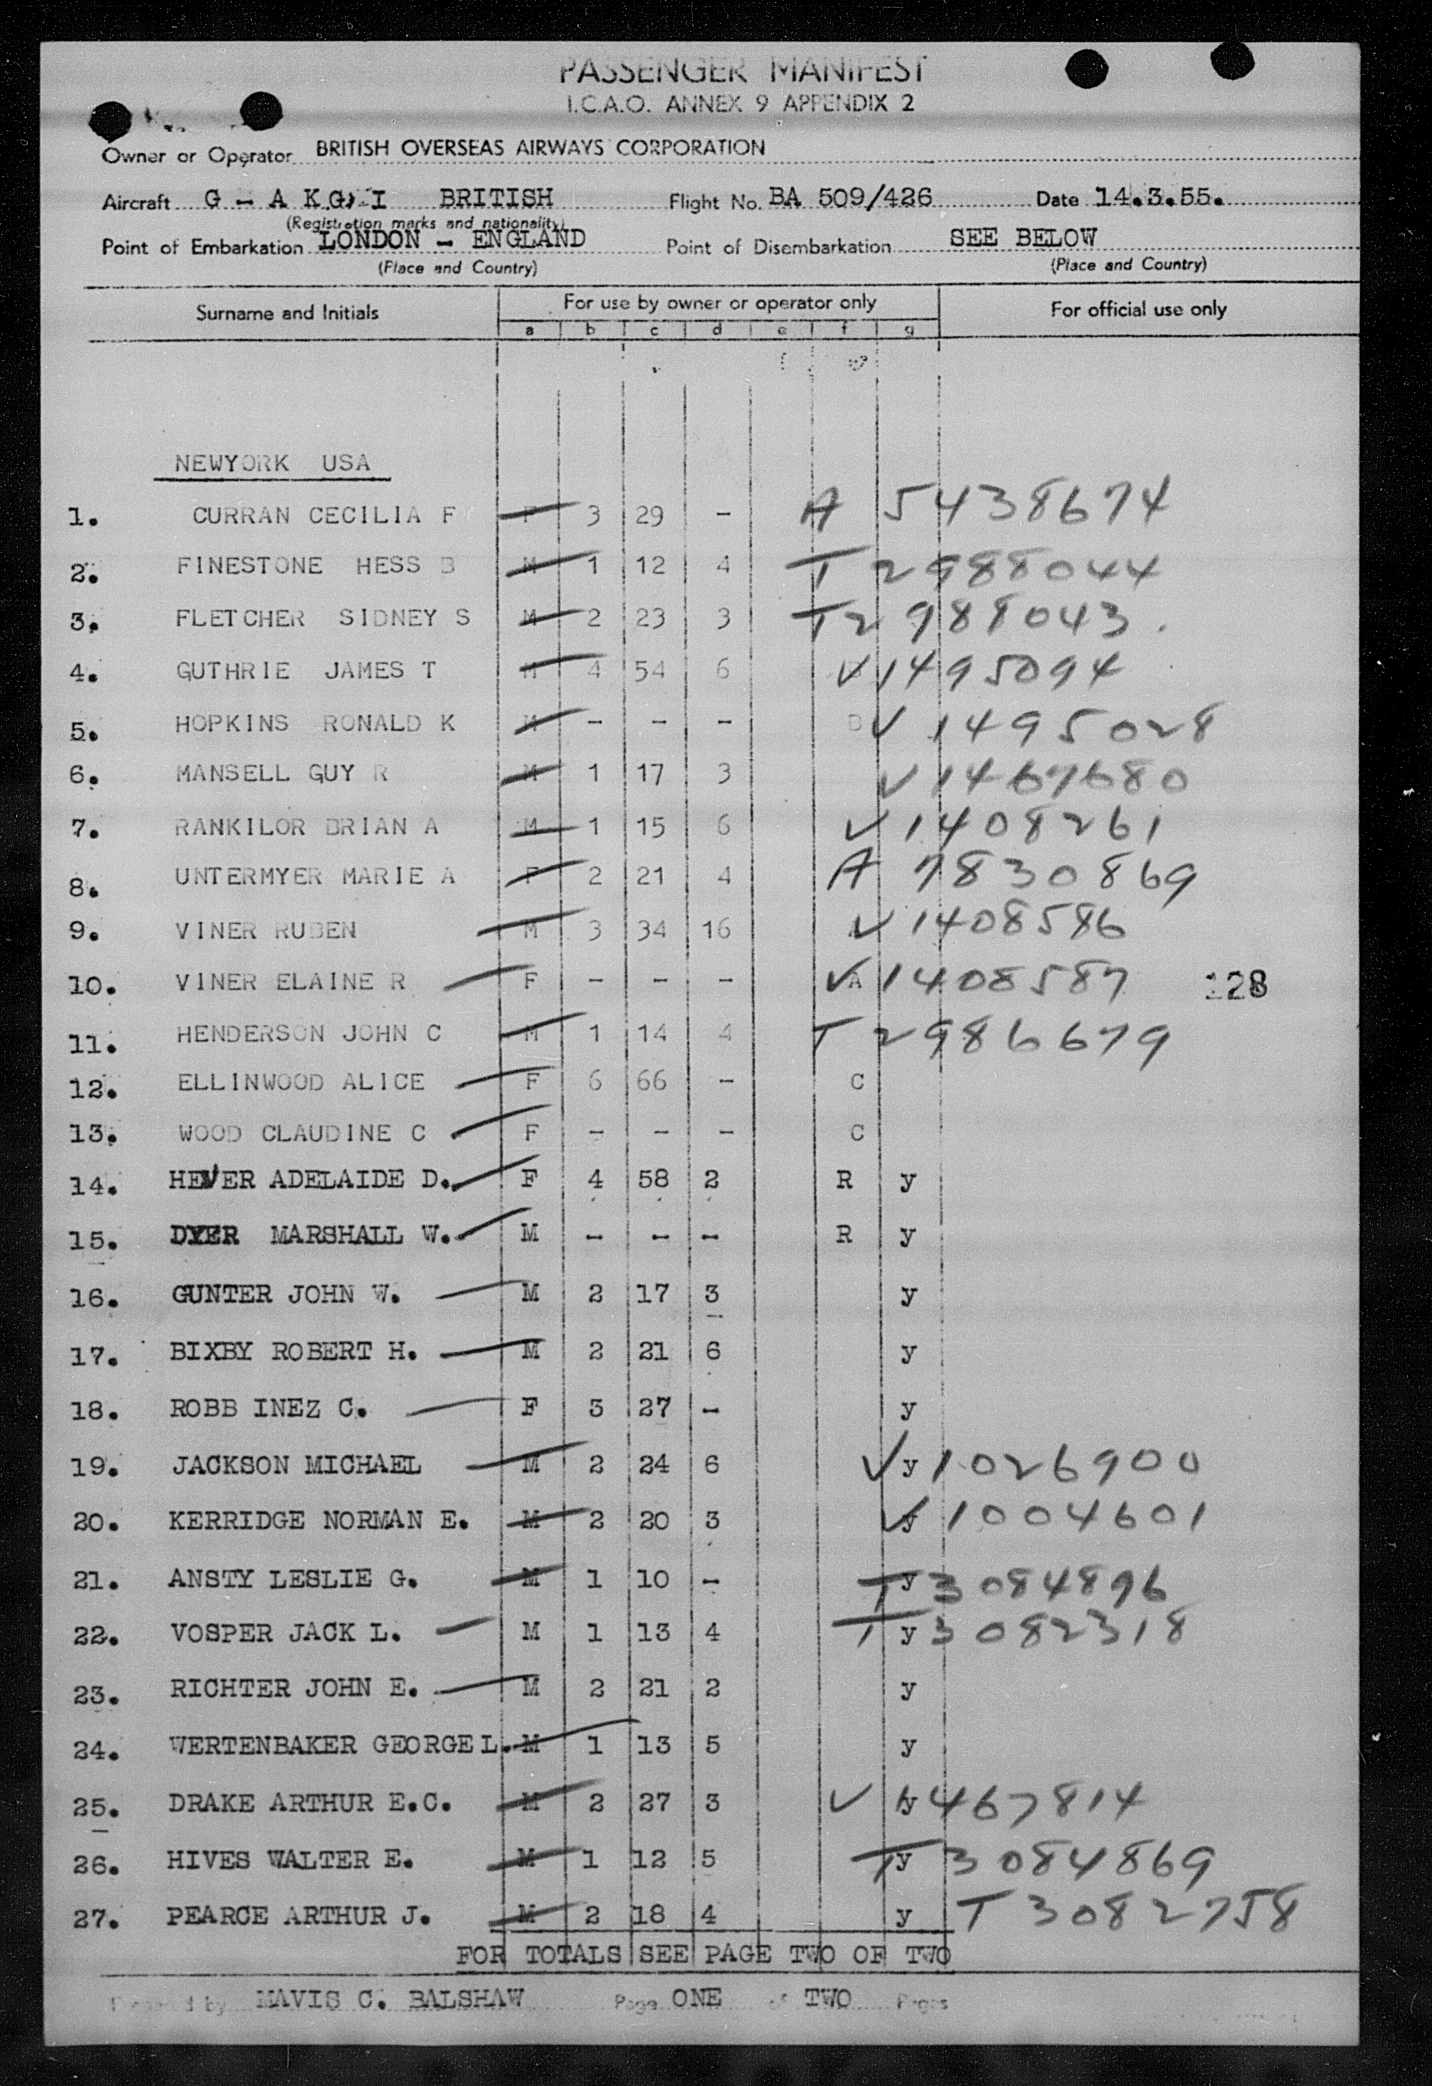 PASSENGER MANIFEST
I.C.A.O. ANNEX 9 APPENDIX 2
Owner or Operator BRITISH OVERSEAS AIRWAYS CORPORATION
Aircraft G - A K G I BRITISH Flight No. BA 509/426 Date 14.3.55.
(Registration marks and nationality)
Point of Embarkation LONDON - ENGLAND Point of Disembarkation SEE BELOW
(Place and Country) (Place and Country)
Surname and Initials For use by owner or operator only For official use only
a b c d e f g
NEWYORK USA
1. CURRAN CECILIA F F 3 29 - A 5438674
2. FINESTONE HESS B M 1 12 4 T 2988044
3. FLETCHER SIDNEY S M 2 23 3 T2988043.
4. GUTHRIE JAMES T M 4 54 6 V1495094
5. HOPKINS RONALD K M - - - B V 1495028
6. MANSELL GUY R M 1 17 3 V 1467680
7. RANKILOR BRIAN A M 1 15 6 V 1408261
8. UNTERMYER MARIE A F 2 21 4 A 7830869
9. VINER RUBEN M 3 34 16 V 1408586
10. VINER ELAINE R F - - - A V 1408587 128
11. HENDERSON JOHN C M 1 14 4 T 2986679
12. ELLINWOOD ALICE F 6 66 - C
13. WOOD CLAUDINE C F - - - C
14. HEVER ADELAIDE D. F 4 58 2 R y
15. DYER MARSHALL W. M - - - R y
16. GUNTER JOHN W. M 2 17 3 y
17. BIXBY ROBERT H. M 2 21 6 y
18. ROBB INEZ C. F 3 27 - y
19. JACKSON MICHAEL M 2 24 6 y V 1026900
20. KERRIDGE NORMAN E. M 2 20 3 y V 1004601
21. ANSTY LESLIE G. M 1 10 - y T 3084896
22. VOSPER JACK L. M 1 13 4 y T 3082318
23. RICHTER JOHN E. M 2 21 2 y
24. WERTENBAKER GEORGE L. M 1 13 5 y
25. DRAKE ARTHUR E.C. M 2 27 3 y V 1467814
26. HIVES WALTER E. M 1 12 5 y T 3084869
27. PEARCE ARTHUR J. M 2 18 4 y T 3082758
FOR TOTALS SEE PAGE TWO OF TWO
Prepared by MAVIS C. BALSHAW Page ONE of TWO Pages